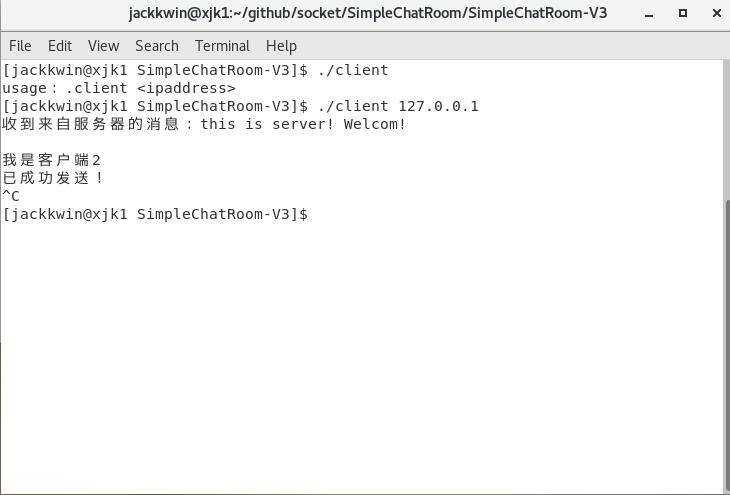 jackkwin@xjk1:~/github/socket/SimpleChatRoom/SimpleChatRoom-V3
File Edit View Search Terminal Help
[jackkwin@xjk1 SimpleChatRoom-V3]$ ./client
usage：.client <ipaddress>
[jackkwin@xjk1 SimpleChatRoom-V3]$ ./client 127.0.0.1
收到来自服务器的消息：this is server! Welcom!
我是客户端2
已成功发送！
^C
[jackkwin@xjk1 SimpleChatRoom-V3]$